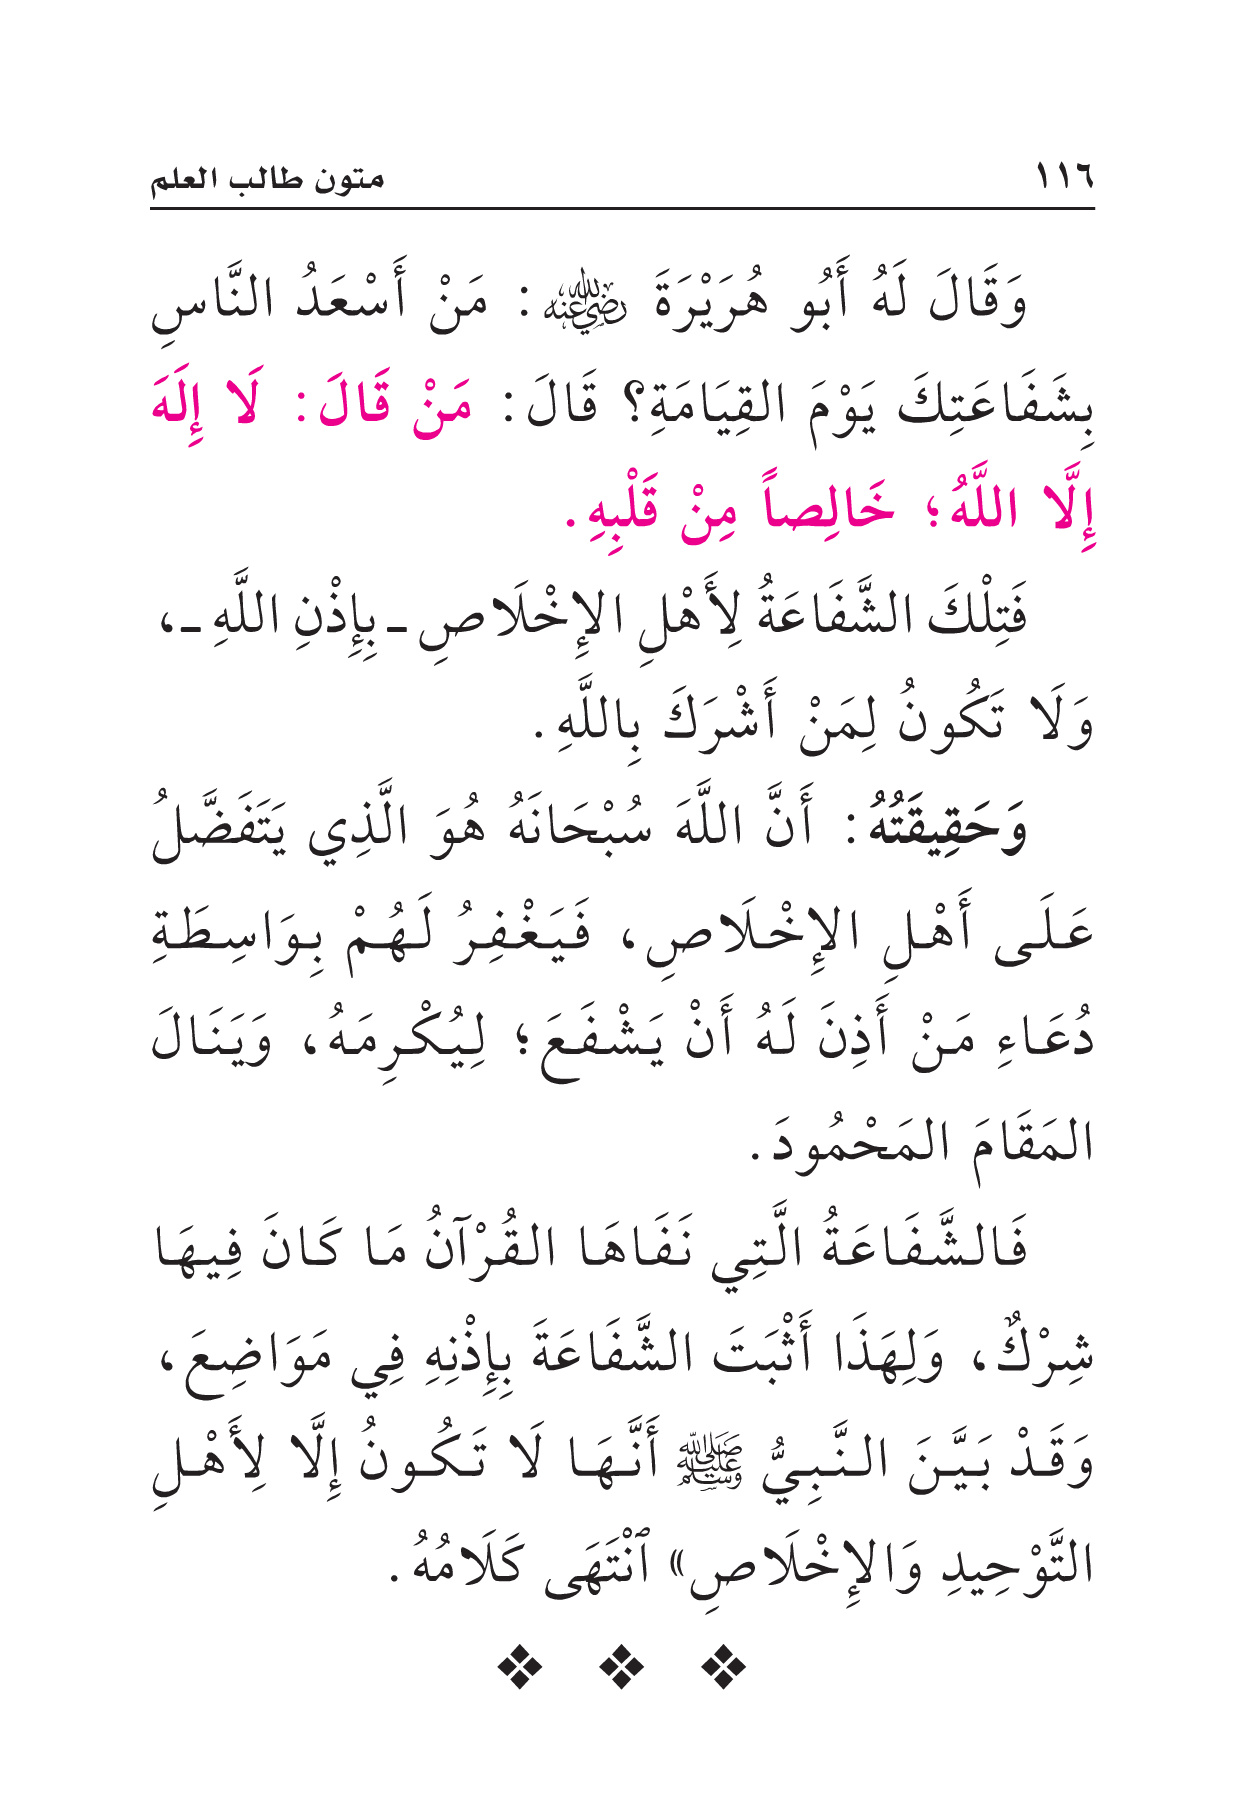 ١١٦ متون طالب العلم
وَقَالَ لَهُ أَبُو هُرَيْرَةَ رضي الله عنه: مَنْ أَسْعَدُ النَّاسِ
بِشَفَاعَتِكَ يَوْمَ القِيَامَةِ؟ قَالَ: مَنْ قَالَ: لَا إِلَهَ
إِلَّا اللَّهُ؛ خَالِصاً مِنْ قَلْبِهِ.
فَتِلْكَ الشَّفَاعَةُ لِأَهْلِ الإِخْلَاصِ ـ بِإِذْنِ اللَّهِ ـ،
وَلَا تَكُونُ لِمَنْ أَشْرَكَ بِاللَّهِ.
وَحَقِيقَتُهُ: أَنَّ اللَّهَ سُبْحَانَهُ هُوَ الَّذِي يَتَفَضَّلُ
عَلَى أَهْلِ الإِخْلَاصِ، فَيَغْفِرُ لَهُمْ بِوَاسِطَةِ
دُعَاءِ مَنْ أَذِنَ لَهُ أَنْ يَشْفَعَ؛ لِيُكْرِمَهُ، وَيَنَالَ
المَقَامَ المَحْمُودَ.
فَالشَّفَاعَةُ الَّتِي نَفَاهَا القُرْآنُ مَا كَانَ فِيهَا
شِرْكٌ، وَلِهَذَا أَثْبَتَ الشَّفَاعَةَ بِإِذْنِهِ فِي مَوَاضِعَ،
وَقَدْ بَيَّنَ النَّبِيُّ ﷺ أَنَّهَا لَا تَكُونُ إِلَّا لِأَهْلِ
التَّوْحِيدِ وَالإِخْلَاصِ» ٱنْتَهَى كَلَامُهُ.